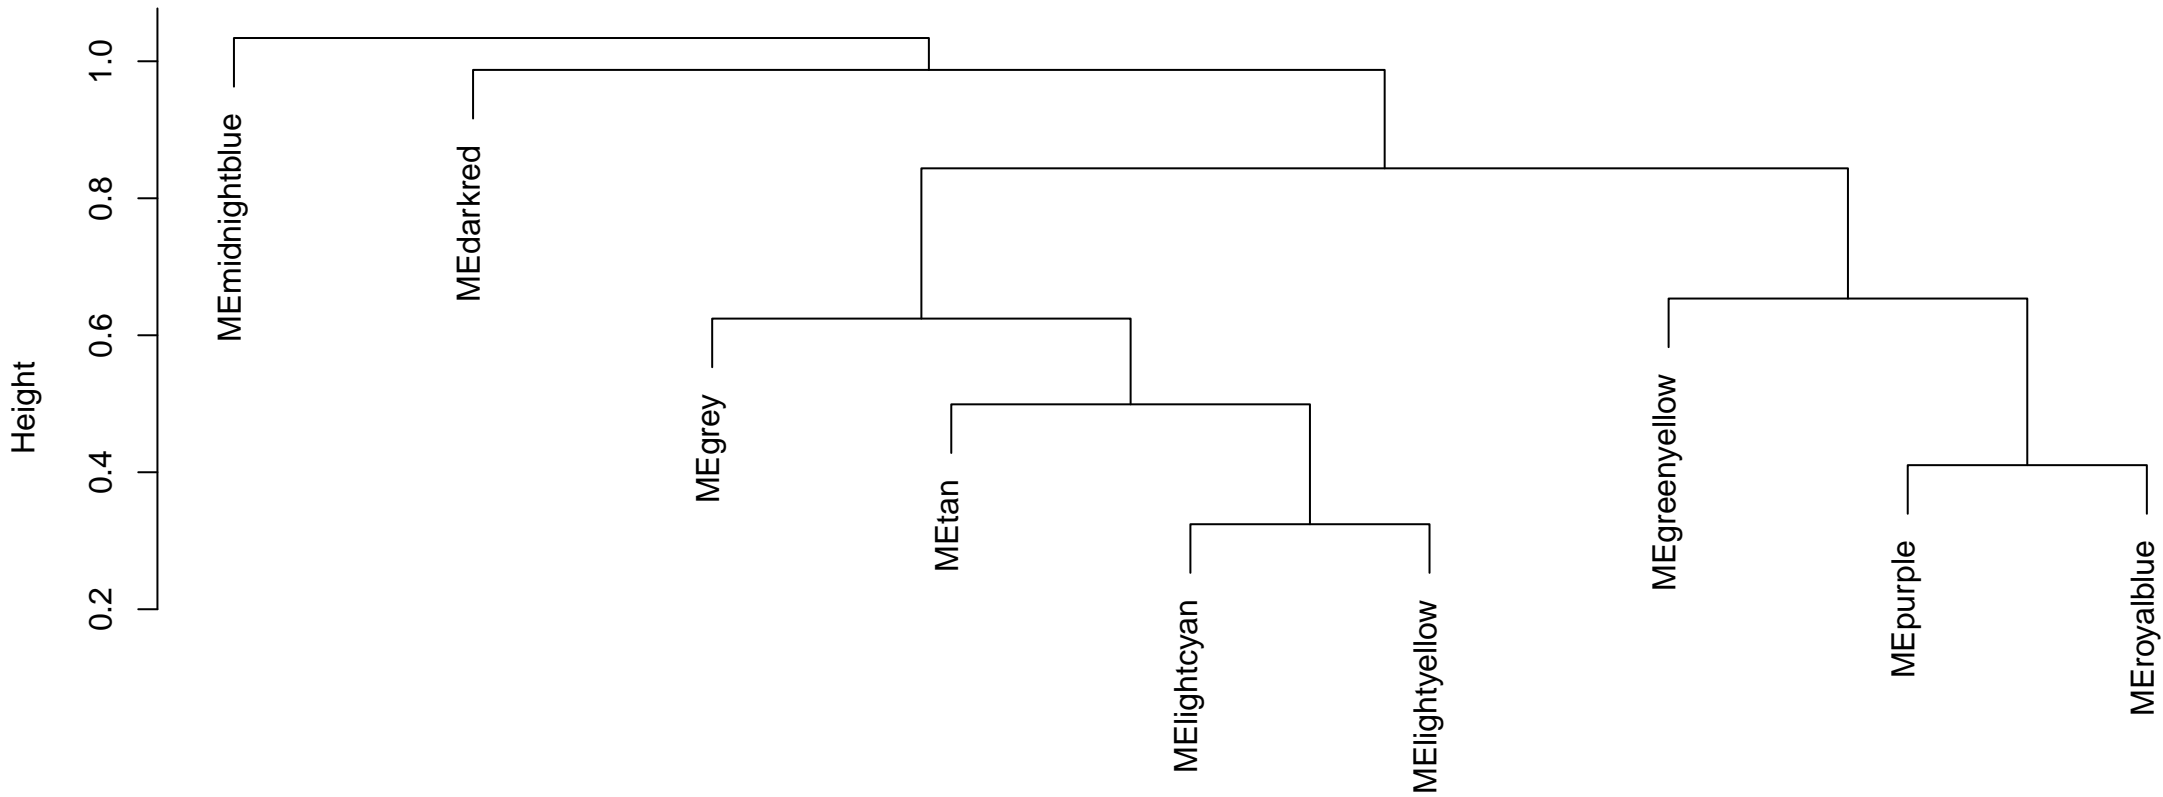 Height
1.0
0.8
0.6
0.4
0.2
MEmidnightblue
MEdarkred
MEgrey
MEtan
MElightcyan
MElightyellow
MEgreenyellow
MEpurple
MEroyalblue